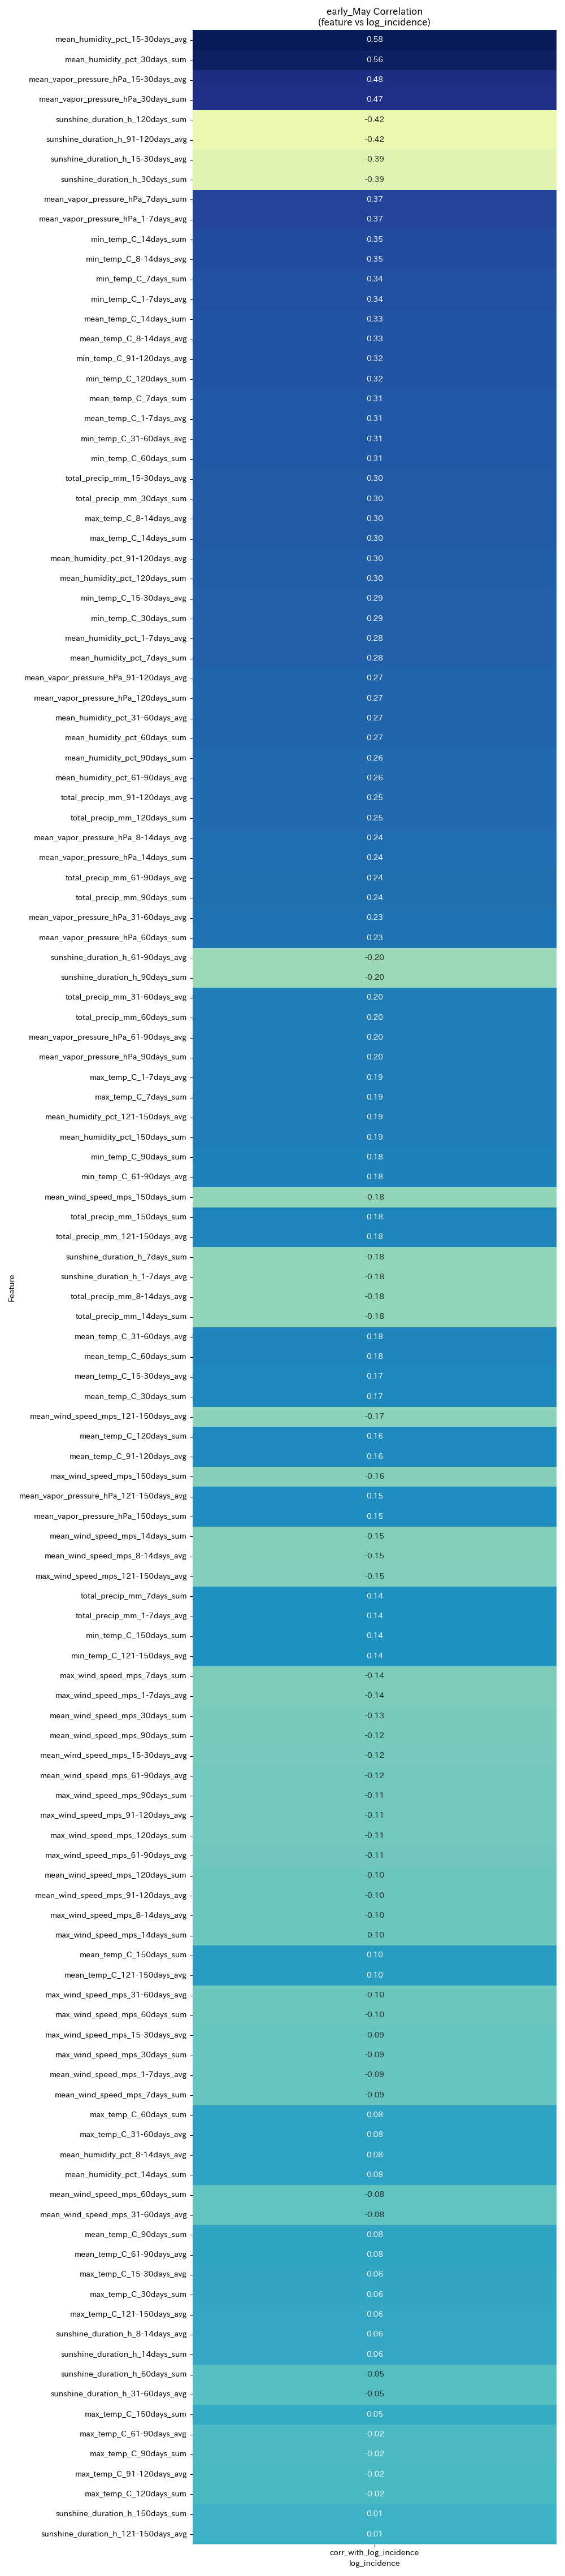 early_May Correlation
(feature vs log_incidence)
mean_humidity_pct_15-30days_avg 0.58
mean_humidity_pct_30days_sum 0.56
mean_vapor_pressure_hPa_15-30days_avg 0.48
mean_vapor_pressure_hPa_30days_sum 0.47
sunshine_duration_h_120days_sum -0.42
sunshine_duration_h_91-120days_avg -0.42
sunshine_duration_h_15-30days_avg -0.39
sunshine_duration_h_30days_sum -0.39
mean_vapor_pressure_hPa_7days_sum 0.37
mean_vapor_pressure_hPa_1-7days_avg 0.37
min_temp_C_14days_sum 0.35
min_temp_C_8-14days_avg 0.35
min_temp_C_7days_sum 0.34
min_temp_C_1-7days_avg 0.34
mean_temp_C_14days_sum 0.33
mean_temp_C_8-14days_avg 0.33
min_temp_C_91-120days_avg 0.32
min_temp_C_120days_sum 0.32
mean_temp_C_7days_sum 0.31
mean_temp_C_1-7days_avg 0.31
min_temp_C_31-60days_avg 0.31
min_temp_C_60days_sum 0.31
total_precip_mm_15-30days_avg 0.30
total_precip_mm_30days_sum 0.30
max_temp_C_8-14days_avg 0.30
max_temp_C_14days_sum 0.30
mean_humidity_pct_91-120days_avg 0.30
mean_humidity_pct_120days_sum 0.30
min_temp_C_15-30days_avg 0.29
min_temp_C_30days_sum 0.29
mean_humidity_pct_1-7days_avg 0.28
mean_humidity_pct_7days_sum 0.28
mean_vapor_pressure_hPa_91-120days_avg 0.27
mean_vapor_pressure_hPa_120days_sum 0.27
mean_humidity_pct_31-60days_avg 0.27
mean_humidity_pct_60days_sum 0.27
mean_humidity_pct_90days_sum 0.26
mean_humidity_pct_61-90days_avg 0.26
total_precip_mm_91-120days_avg 0.25
total_precip_mm_120days_sum 0.25
mean_vapor_pressure_hPa_8-14days_avg 0.24
mean_vapor_pressure_hPa_14days_sum 0.24
total_precip_mm_61-90days_avg 0.24
total_precip_mm_90days_sum 0.24
mean_vapor_pressure_hPa_31-60days_avg 0.23
mean_vapor_pressure_hPa_60days_sum 0.23
sunshine_duration_h_61-90days_avg -0.20
sunshine_duration_h_90days_sum -0.20
total_precip_mm_31-60days_avg 0.20
total_precip_mm_60days_sum 0.20
mean_vapor_pressure_hPa_61-90days_avg 0.20
mean_vapor_pressure_hPa_90days_sum 0.20
max_temp_C_1-7days_avg 0.19
max_temp_C_7days_sum 0.19
mean_humidity_pct_121-150days_avg 0.19
mean_humidity_pct_150days_sum 0.19
min_temp_C_90days_sum 0.18
min_temp_C_61-90days_avg 0.18
mean_wind_speed_mps_150days_sum -0.18
total_precip_mm_150days_sum 0.18
total_precip_mm_121-150days_avg 0.18
sunshine_duration_h_7days_sum -0.18
sunshine_duration_h_1-7days_avg -0.18
Feature
total_precip_mm_8-14days_avg -0.18
total_precip_mm_14days_sum -0.18
mean_temp_C_31-60days_avg 0.18
mean_temp_C_60days_sum 0.18
mean_temp_C_15-30days_avg 0.17
mean_temp_C_30days_sum 0.17
mean_wind_speed_mps_121-150days_avg -0.17
mean_temp_C_120days_sum 0.16
mean_temp_C_91-120days_avg 0.16
max_wind_speed_mps_150days_sum -0.16
mean_vapor_pressure_hPa_121-150days_avg 0.15
mean_vapor_pressure_hPa_150days_sum 0.15
mean_wind_speed_mps_14days_sum -0.15
mean_wind_speed_mps_8-14days_avg -0.15
max_wind_speed_mps_121-150days_avg -0.15
total_precip_mm_7days_sum 0.14
total_precip_mm_1-7days_avg 0.14
min_temp_C_150days_sum 0.14
min_temp_C_121-150days_avg 0.14
max_wind_speed_mps_7days_sum -0.14
max_wind_speed_mps_1-7days_avg -0.14
mean_wind_speed_mps_30days_sum -0.13
mean_wind_speed_mps_90days_sum -0.12
mean_wind_speed_mps_15-30days_avg -0.12
mean_wind_speed_mps_61-90days_avg -0.12
max_wind_speed_mps_90days_sum -0.11
max_wind_speed_mps_91-120days_avg -0.11
max_wind_speed_mps_120days_sum -0.11
max_wind_speed_mps_61-90days_avg -0.11
mean_wind_speed_mps_120days_sum -0.10
mean_wind_speed_mps_91-120days_avg -0.10
max_wind_speed_mps_8-14days_avg -0.10
max_wind_speed_mps_14days_sum -0.10
mean_temp_C_150days_sum 0.10
mean_temp_C_121-150days_avg 0.10
max_wind_speed_mps_31-60days_avg -0.10
max_wind_speed_mps_60days_sum -0.10
max_wind_speed_mps_15-30days_avg -0.09
max_wind_speed_mps_30days_sum -0.09
mean_wind_speed_mps_1-7days_avg -0.09
mean_wind_speed_mps_7days_sum -0.09
max_temp_C_60days_sum 0.08
max_temp_C_31-60days_avg 0.08
mean_humidity_pct_8-14days_avg 0.08
mean_humidity_pct_14days_sum 0.08
mean_wind_speed_mps_60days_sum -0.08
mean_wind_speed_mps_31-60days_avg -0.08
mean_temp_C_90days_sum 0.08
mean_temp_C_61-90days_avg 0.08
max_temp_C_15-30days_avg 0.06
max_temp_C_30days_sum 0.06
max_temp_C_121-150days_avg 0.06
sunshine_duration_h_8-14days_avg 0.06
sunshine_duration_h_14days_sum 0.06
sunshine_duration_h_60days_sum -0.05
sunshine_duration_h_31-60days_avg -0.05
max_temp_C_150days_sum 0.05
max_temp_C_61-90days_avg -0.02
max_temp_C_90days_sum -0.02
max_temp_C_91-120days_avg -0.02
max_temp_C_120days_sum -0.02
sunshine_duration_h_150days_sum 0.01
sunshine_duration_h_121-150days_avg 0.01
corr_with_log_incidence
log_incidence